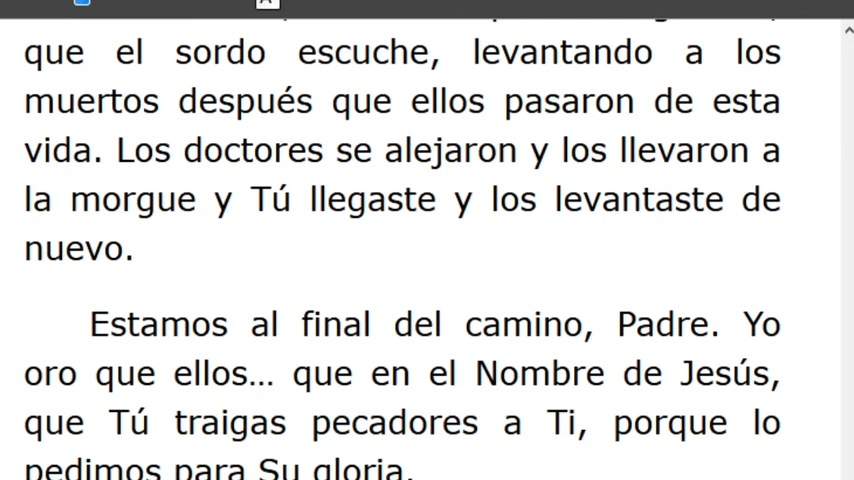 que el sordo escuche, levantando a los
muertos después que ellos pasaron de esta
vida. Los doctores se alejaron y los llevaron a
la morgue y Tú llegaste y los levantaste de
nuevo.
Estamos al final del camino, Padre. Yo
oro que ellos... que en el Nombre de Jesús,
que Tú traigas pecadores a Ti, porque lo
pedimos para Su gloria.